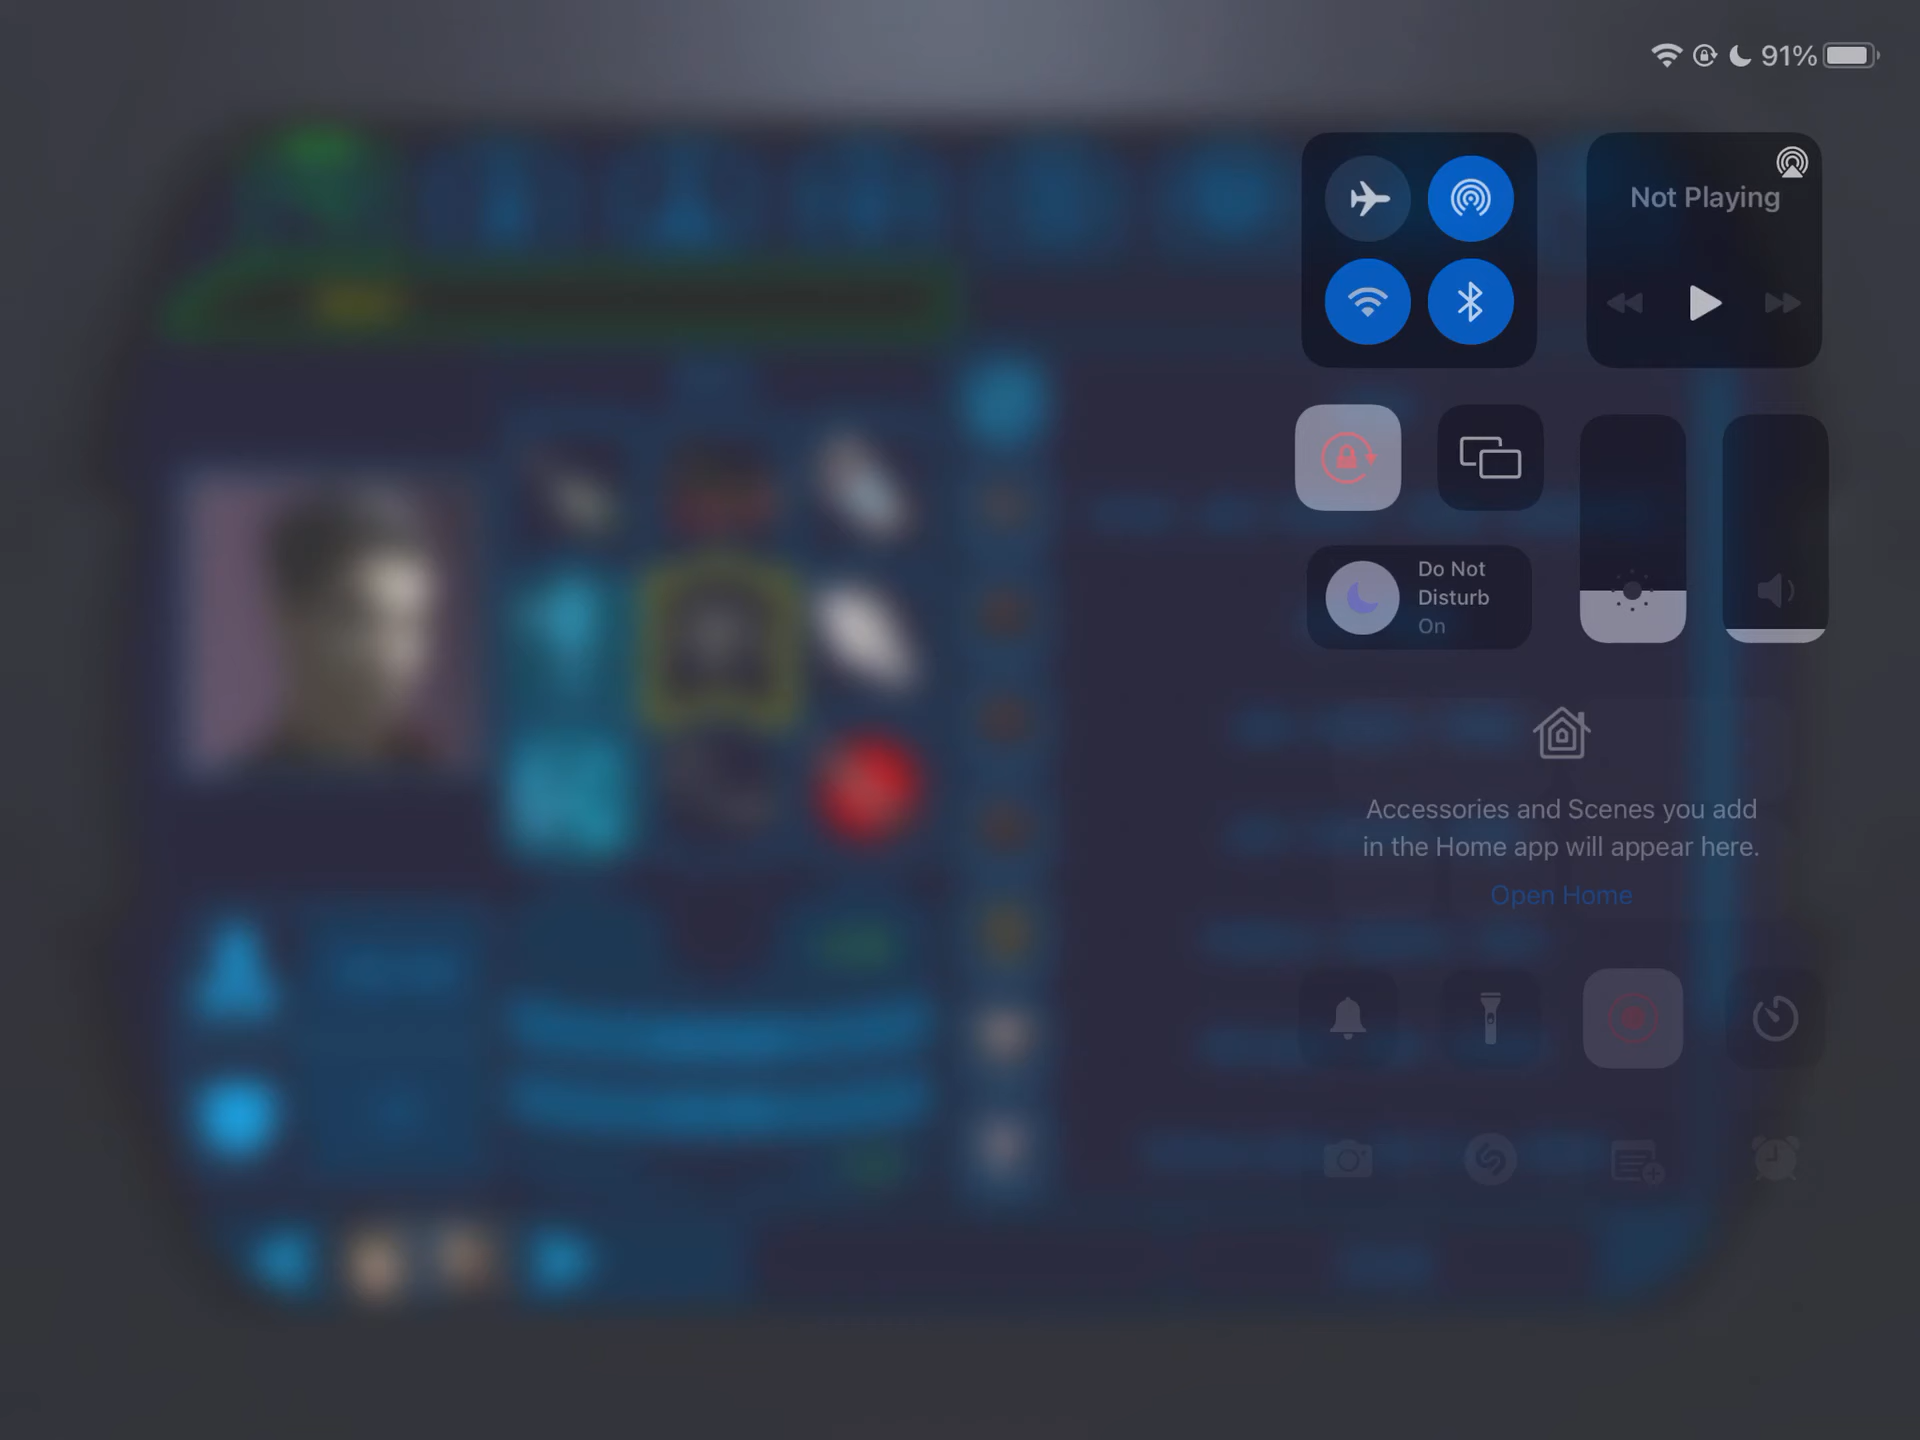 91%
Not Playing
Do Not
Disturb
On
Accessories and Scenes you add
in the Home app will appear here.
Open Home